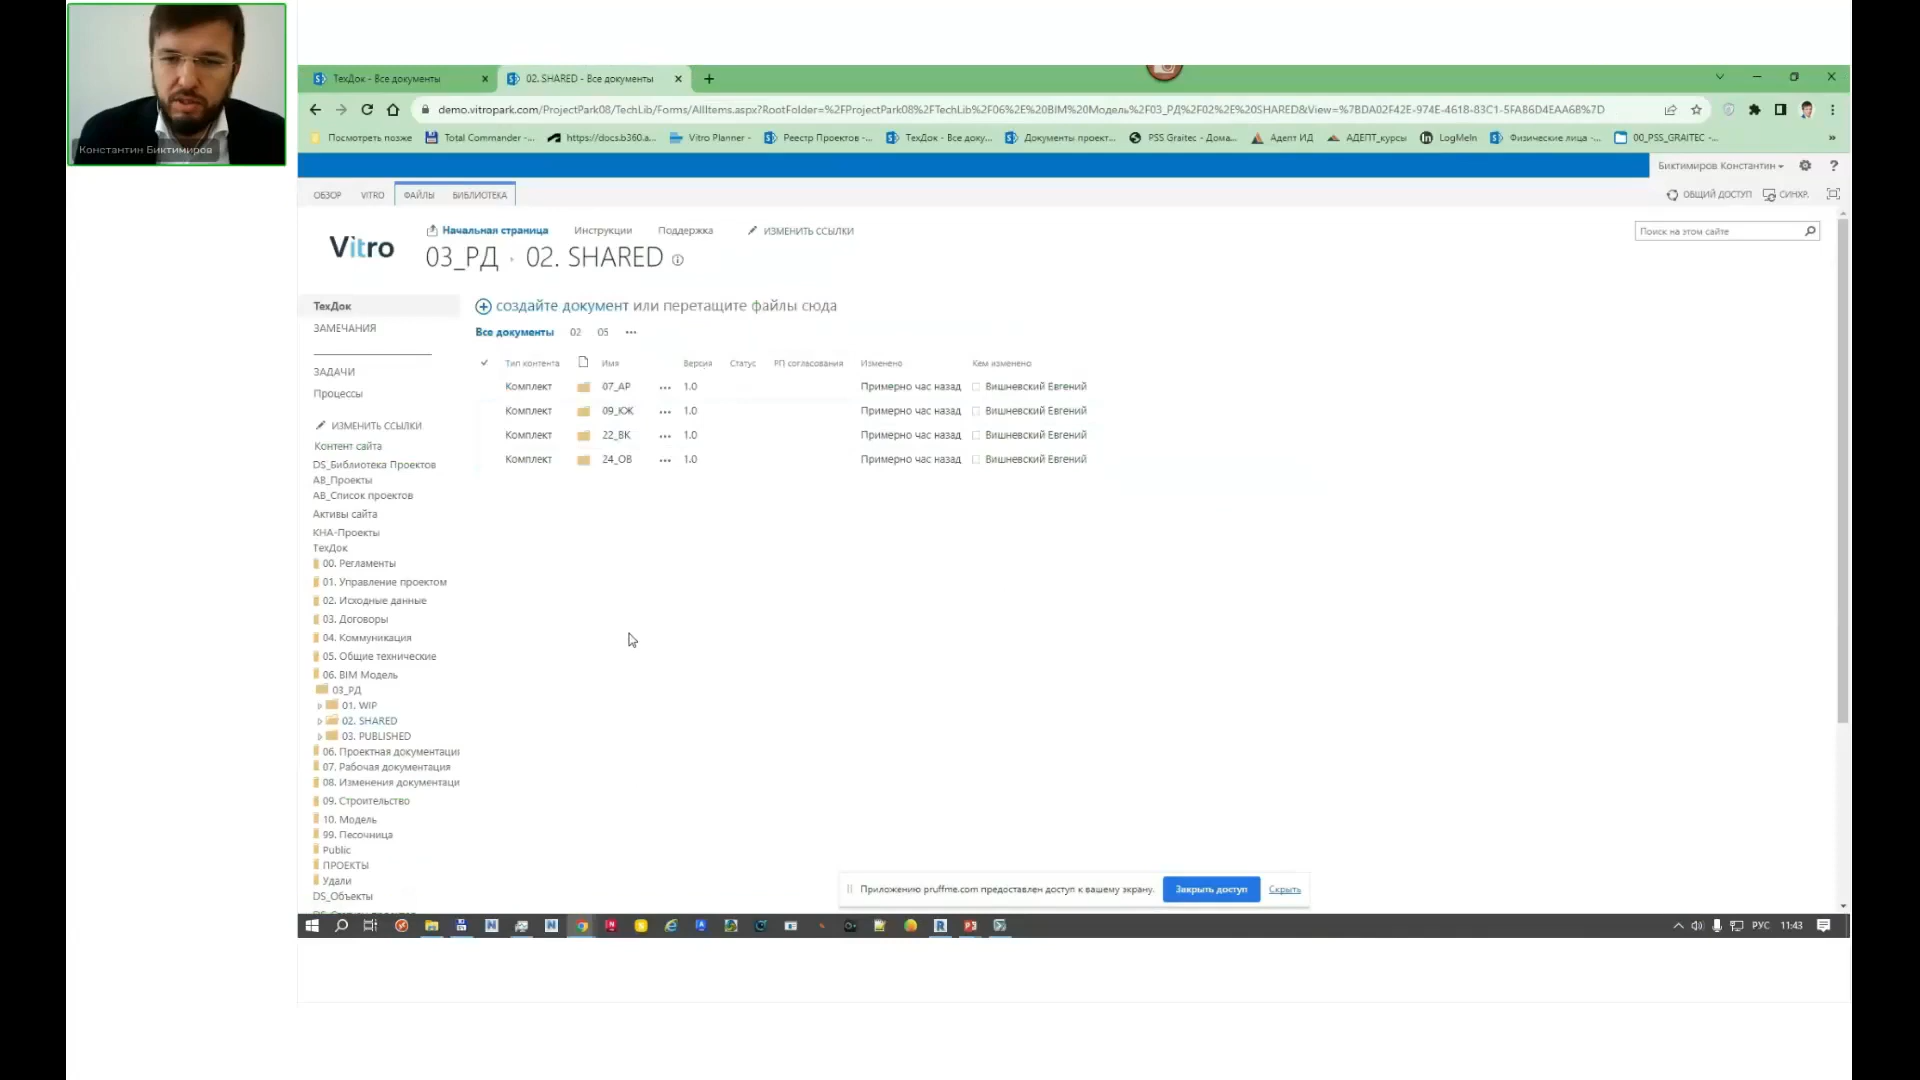 Константин Биктимиров
ТехДок - Все документы
02. SHARED - Все документы
demo.vitropark.com/ProjectPark08/TechLib/Forms/AllItems.aspx?RootFolder=%2FProjectPark08%2FTechLib%2F06%2E%20BIM Модель%2F03_РД%2F02%2E%20SHARED&View=%7BDA02F42E-974E-4618-83C1-5FA86D4EAA6B%7D
Посмотреть позже Total Commander -... https://docs.b360.a... Vitro Planner - Реестр Проектов -... ТехДок - Все доку... Документы проект... PSS Graitec - Дома... Адепт ИД АДЕПТ_курсы LogMeIn Физические лица -... 00_PSS_GRAITEC -... »
Биктимиров Константин ?
ОБЗОР VITRO ФАЙЛЫ БИБЛИОТЕКА
ОБЩИЙ ДОСТУП СИНХР.
Vitro
Начальная страница Инструкции Поддержка ИЗМЕНИТЬ ССЫЛКИ
Поиск на этом сайте
03_РД 02. SHARED
создайте документ или перетащите файлы сюда
Все документы 02 05 ...
Тип контента Имя Версия Статус РП согласования Изменено Кем изменено
Комплект 07_АР ... 1.0 Примерно час назад Вишневский Евгений
Комплект 09_КЖ ... 1.0 Примерно час назад Вишневский Евгений
Комплект 22_ВК ... 1.0 Примерно час назад Вишневский Евгений
Комплект 24_ОВ ... 1.0 Примерно час назад Вишневский Евгений
ТехДок
ЗАМЕЧАНИЯ
ЗАДАЧИ
Процессы
ИЗМЕНИТЬ ССЫЛКИ
Контент сайта
DS_Библиотека Проектов
АВ_Проекты
АВ_Список проектов
Активы сайта
КНА-Проекты
ТехДок
00. Регламенты
01. Управление проектом
02. Исходные данные
03. Договоры
04. Коммуникация
05. Общие технические
06. BIM Модель
03_РД
01. WIP
02. SHARED
03. PUBLISHED
06. Проектная документаци
07. Рабочая документация
08. Изменения документаци
09. Строительство
10. Модель
99. Песочница
Public
ПРОЕКТЫ
Удали
DS_Объекты
Приложению pruffme.com предоставлен доступ к вашему экрану. Закрыть доступ Скрыть
РУС 11:43